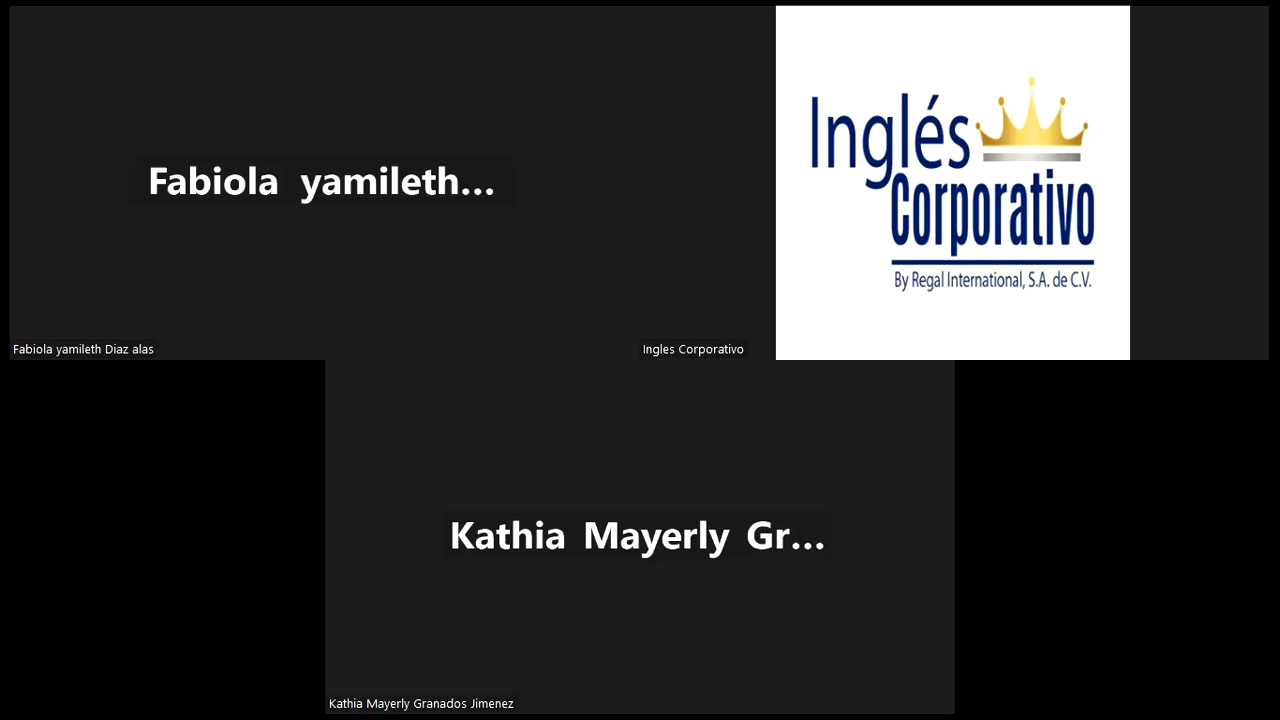 Fabiola yamileth...
Fabiola yamileth Diaz alas
Inglés
Corporativo
By Regal International, S.A. de C.V.
Ingles Corporativo
Kathia Mayerly Gr...
Kathia Mayerly Granados Jimenez